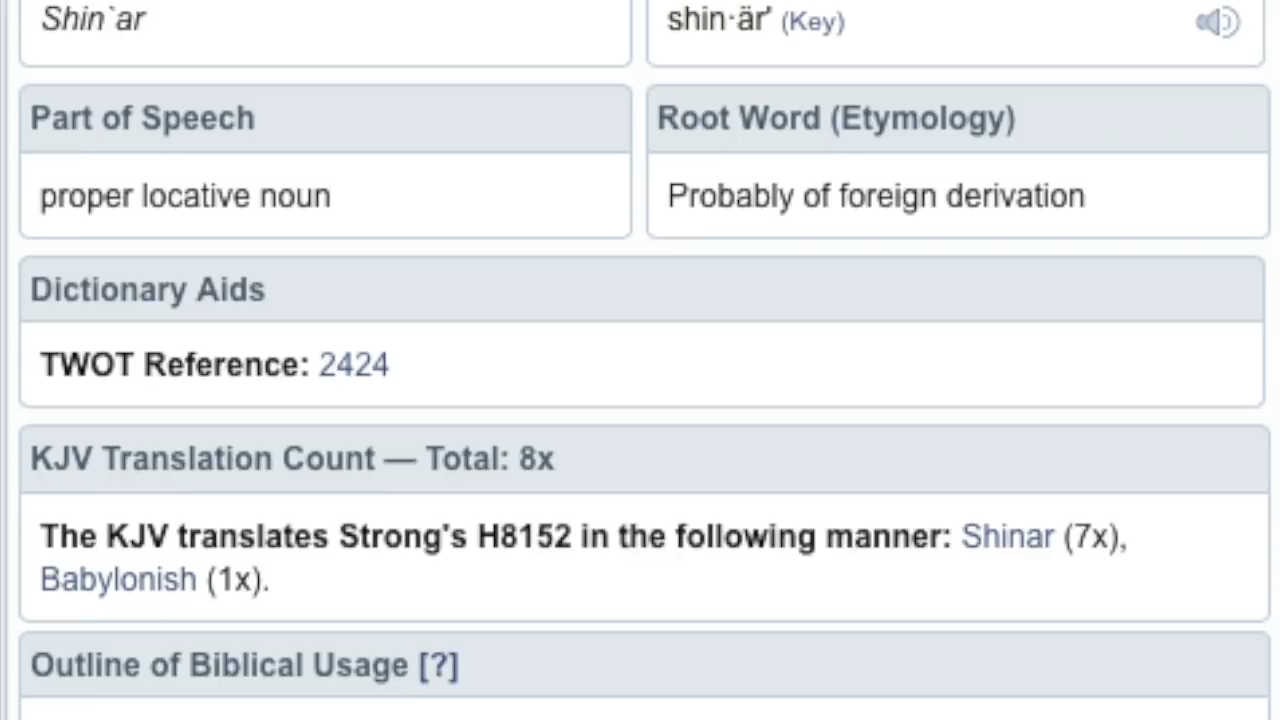 Shin`ar
shin·är' (Key)
Part of Speech
Root Word (Etymology)
proper locative noun
Probably of foreign derivation
Dictionary Aids
TWOT Reference: 2424
KJV Translation Count — Total: 8x
The KJV translates Strong's H8152 in the following manner: Shinar (7x),
Babylonish (1x).
Outline of Biblical Usage [?]